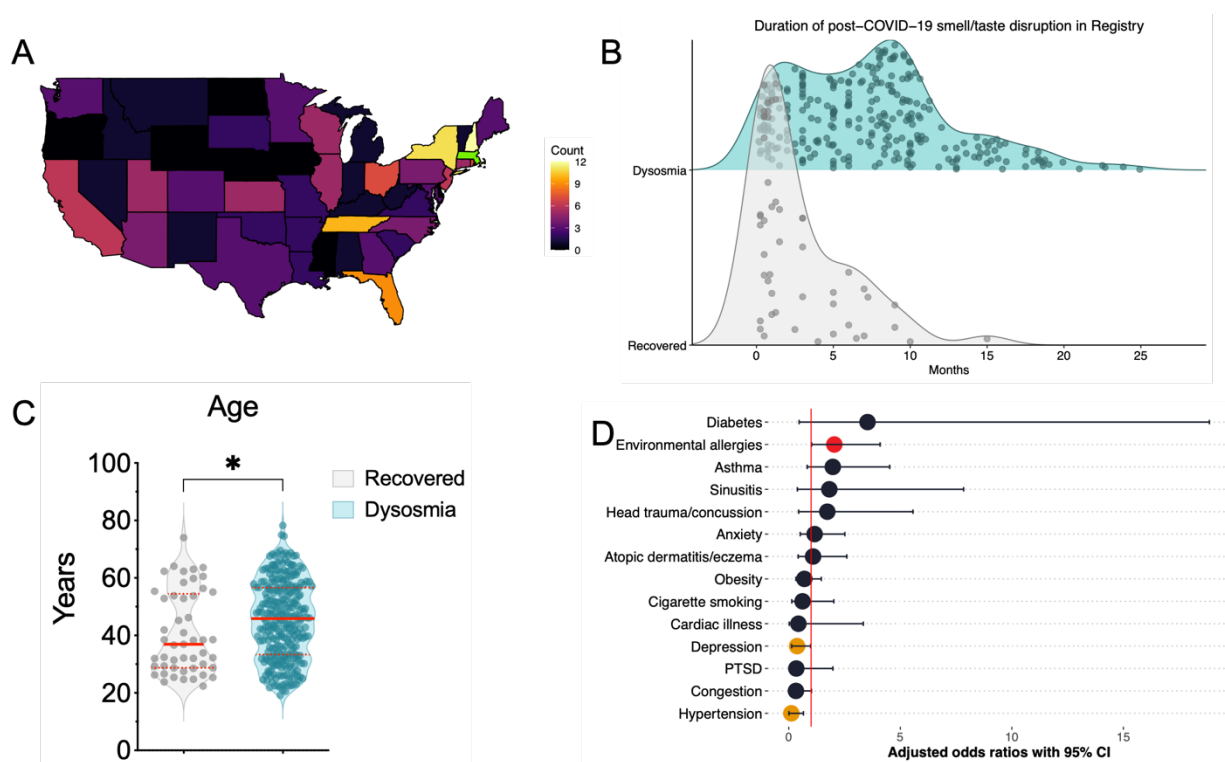 A
Count
12
9
6
3
0
B
Duration of post−COVID−19 smell/taste disruption in Registry
Dysosmia
Recovered
0 5 10 15 20 25
Months
C
Age
*
100
80
60
40
20
0
Years
Recovered
Dysosmia
D
Diabetes
Environmental allergies
Asthma
Sinusitis
Head trauma/concussion
Anxiety
Atopic dermatitis/eczema
Obesity
Cigarette smoking
Cardiac illness
Depression
PTSD
Congestion
Hypertension
0 5 10 15
Adjusted odds ratios with 95% CI